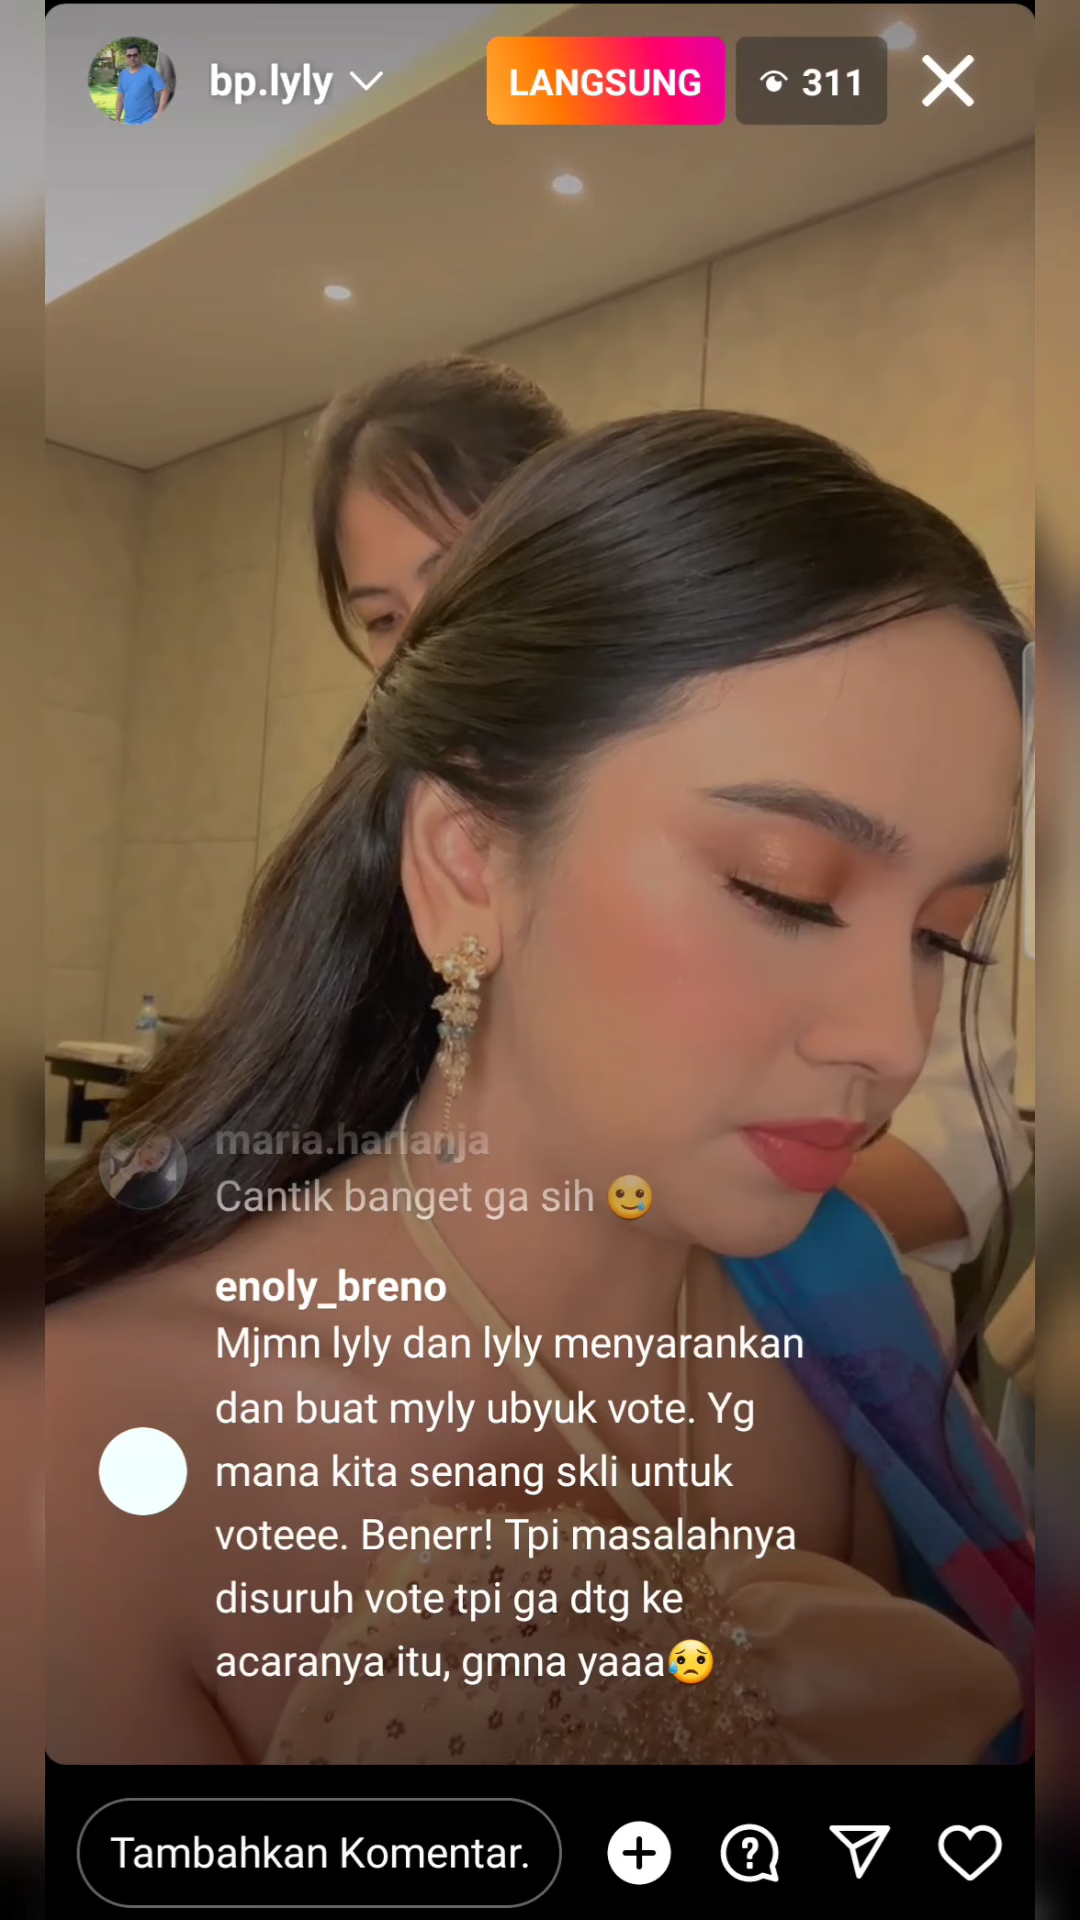 bp.lyly
LANGSUNG
311
maria.harianja
Cantik banget ga sih 🥲
enoly_breno
Mjmn lyly dan lyly menyarankan
dan buat myly ubyuk vote. Yg
mana kita senang skli untuk
voteee. Benerr! Tpi masalahnya
disuruh vote tpi ga dtg ke
acaranya itu, gmna yaaa😥
Tambahkan Komentar.